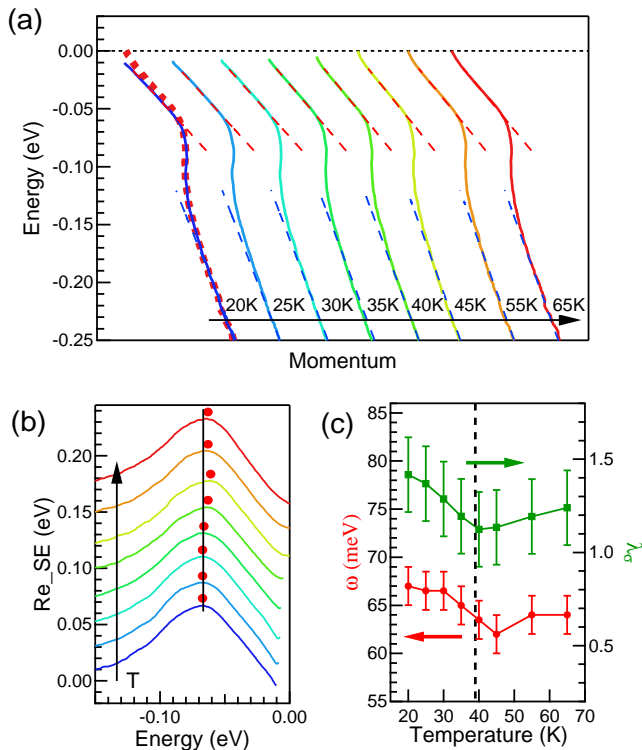 (a)
0.00
-0.05
-0.10
-0.15
-0.20
-0.25
Energy (eV)
20K 25K 30K 35K 40K 45K 55K 65K
Momentum
(b)
0.20
0.15
0.10
0.05
0.00
Re_SE (eV)
T
-0.10 0.00
Energy (eV)
(c)
85
80
75
70
65
60
55
ω (meV)
1.5
1.0
0.5
λ'σ
20 30 40 50 60 70
Temperature (K)